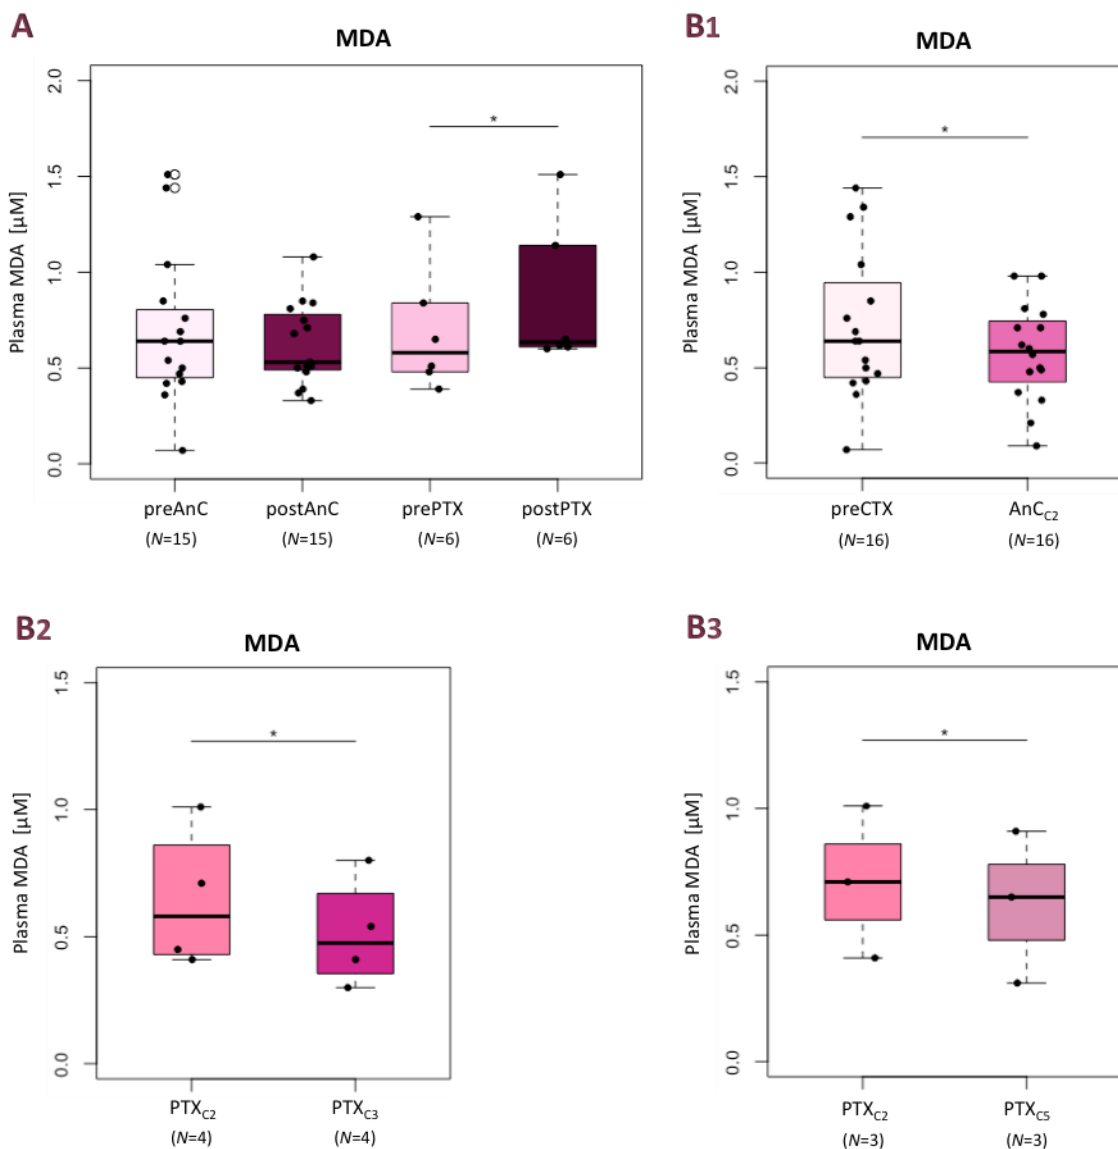 A
MDA
Plasma MDA [µM]
2.0
1.5
1.0
0.5
0.0
*
preAnC
postAnC
prePTX
postPTX
(N=15)
(N=15)
(N=6)
(N=6)
B1
MDA
Plasma MDA [µM]
2.0
1.5
1.0
0.5
0.0
*
preCTX
AnCC2
(N=16)
(N=16)
B2
MDA
Plasma MDA [µM]
1.5
1.0
0.5
0.0
*
PTXC2
PTXC3
(N=4)
(N=4)
B3
MDA
Plasma MDA [µM]
1.5
1.0
0.5
0.0
*
PTXC2
PTXC5
(N=3)
(N=3)